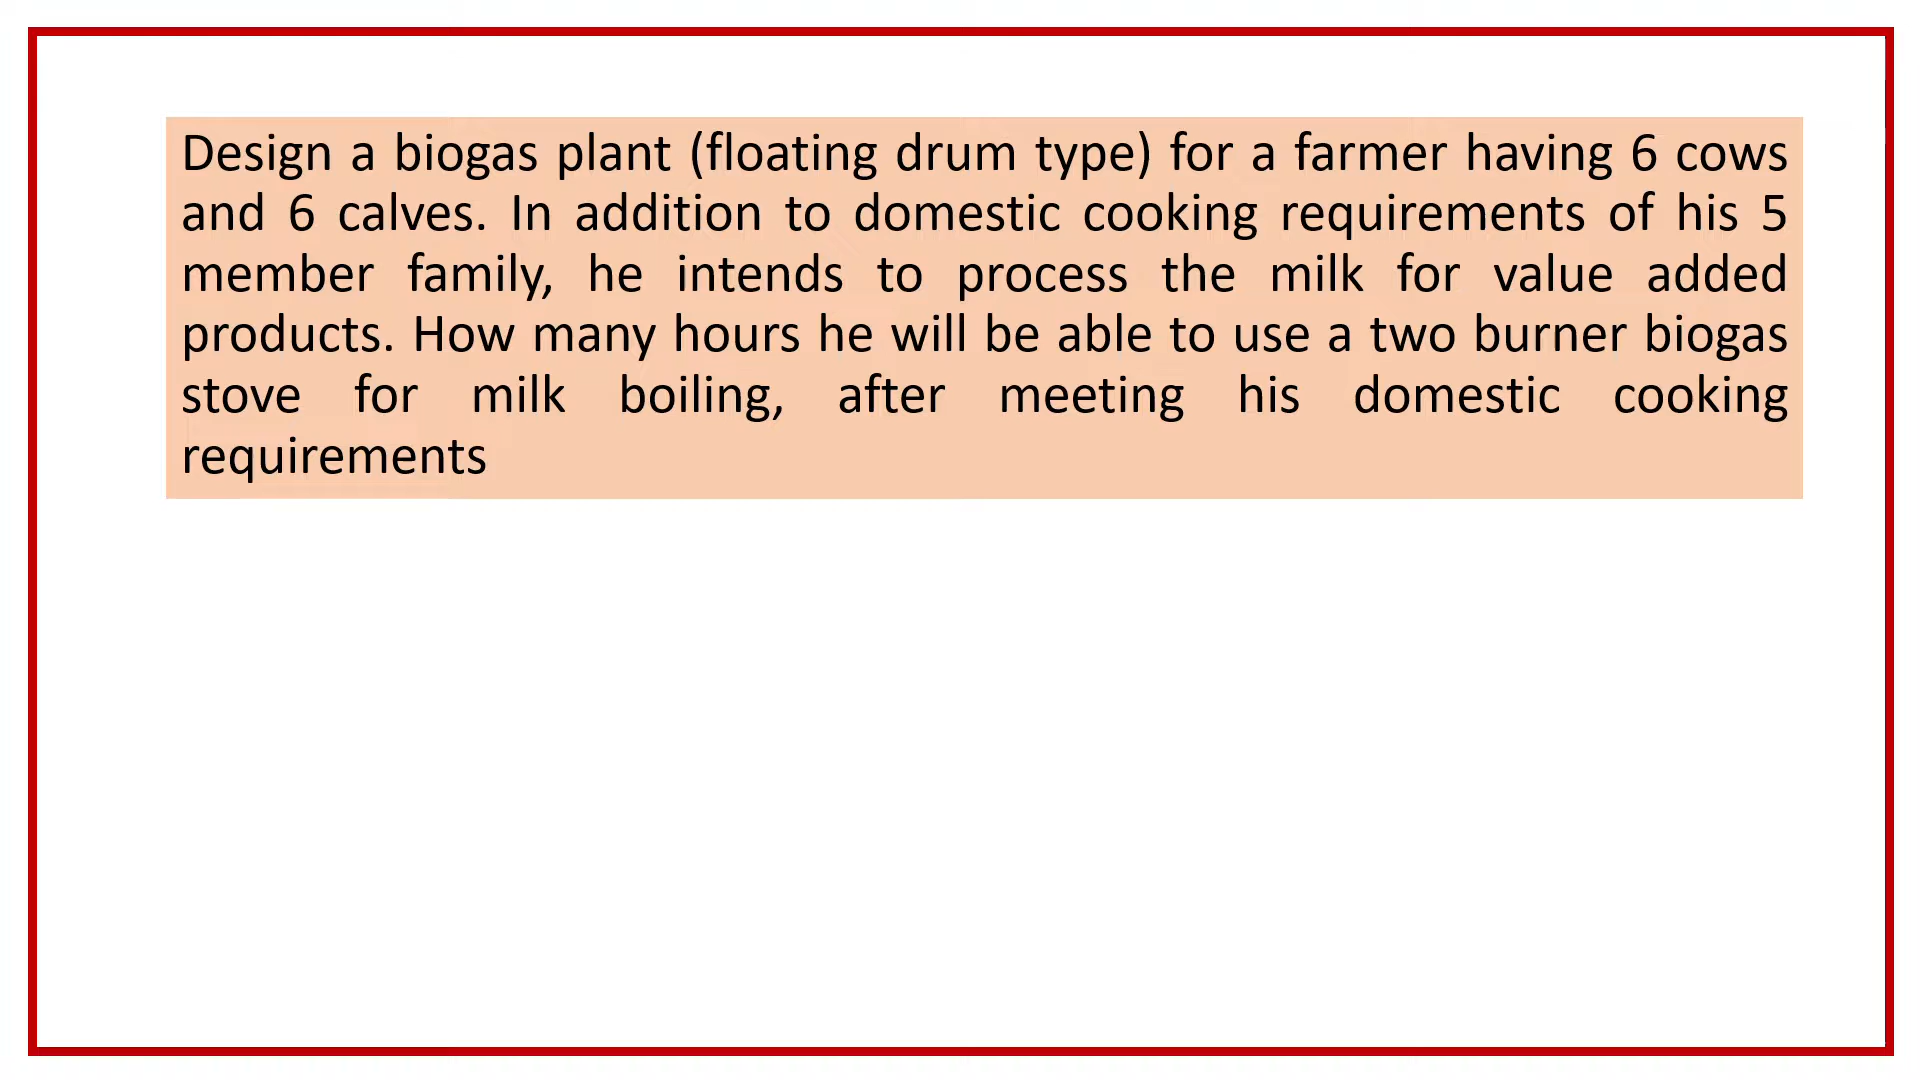 Design a biogas plant (floating drum type) for a farmer having 6 cows
and 6 calves. In addition to domestic cooking requirements of his 5
member family, he intends to process the milk for value added
products. How many hours he will be able to use a two burner biogas
stove for milk boiling, after meeting his domestic cooking
requirements